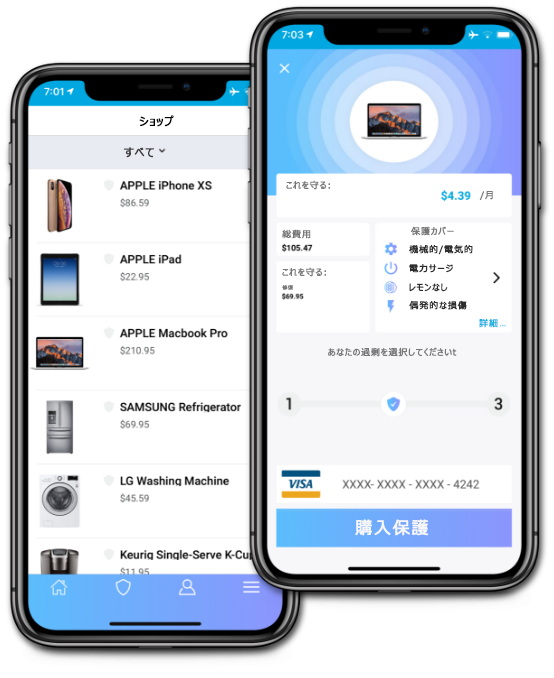 7:01
ショップ
すべて
APPLE iPhone XS
$86.59
APPLE iPad
$22.95
APPLE Macbook Pro
$210.95
SAMSUNG Refrigerator
$69.95
LG Washing Machine
$45.59
Keurig Single-Serve K-Cup
$11.95
7:03
これを守る:
$4.39 /月
総費用
$105.47
これを守る:
修復
$69.95
保護カバー
機械的/電気的
電力サージ
レモンなし
偶発的な損傷
詳細...
あなたの過剰を選択してくださいt
1
3
VISA XXXX- XXXX - XXXX - 4242
購入保護